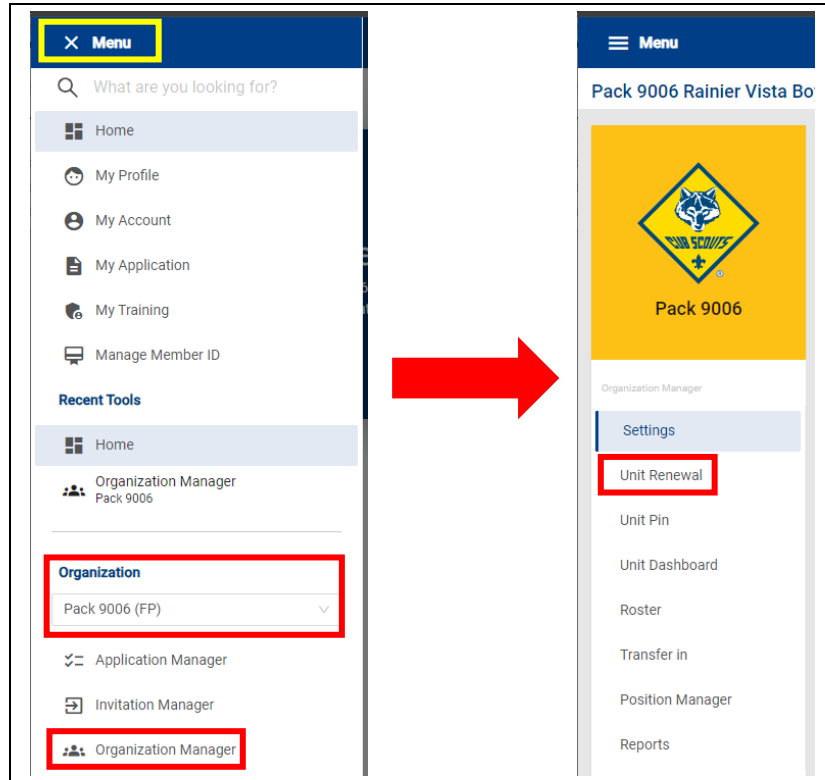 Menu
What are you looking for?
Home
My Profile
My Account
My Application
My Training
Manage Member ID
Recent Tools
Home
Organization Manager
Pack 9006
Organization
Pack 9006 (FP)
Application Manager
Invitation Manager
Organization Manager
Menu
Pack 9006 Rainier Vista Bo
CUB SCOUTS
Pack 9006
Organization Manager
Settings
Unit Renewal
Unit Pin
Unit Dashboard
Roster
Transfer in
Position Manager
Reports